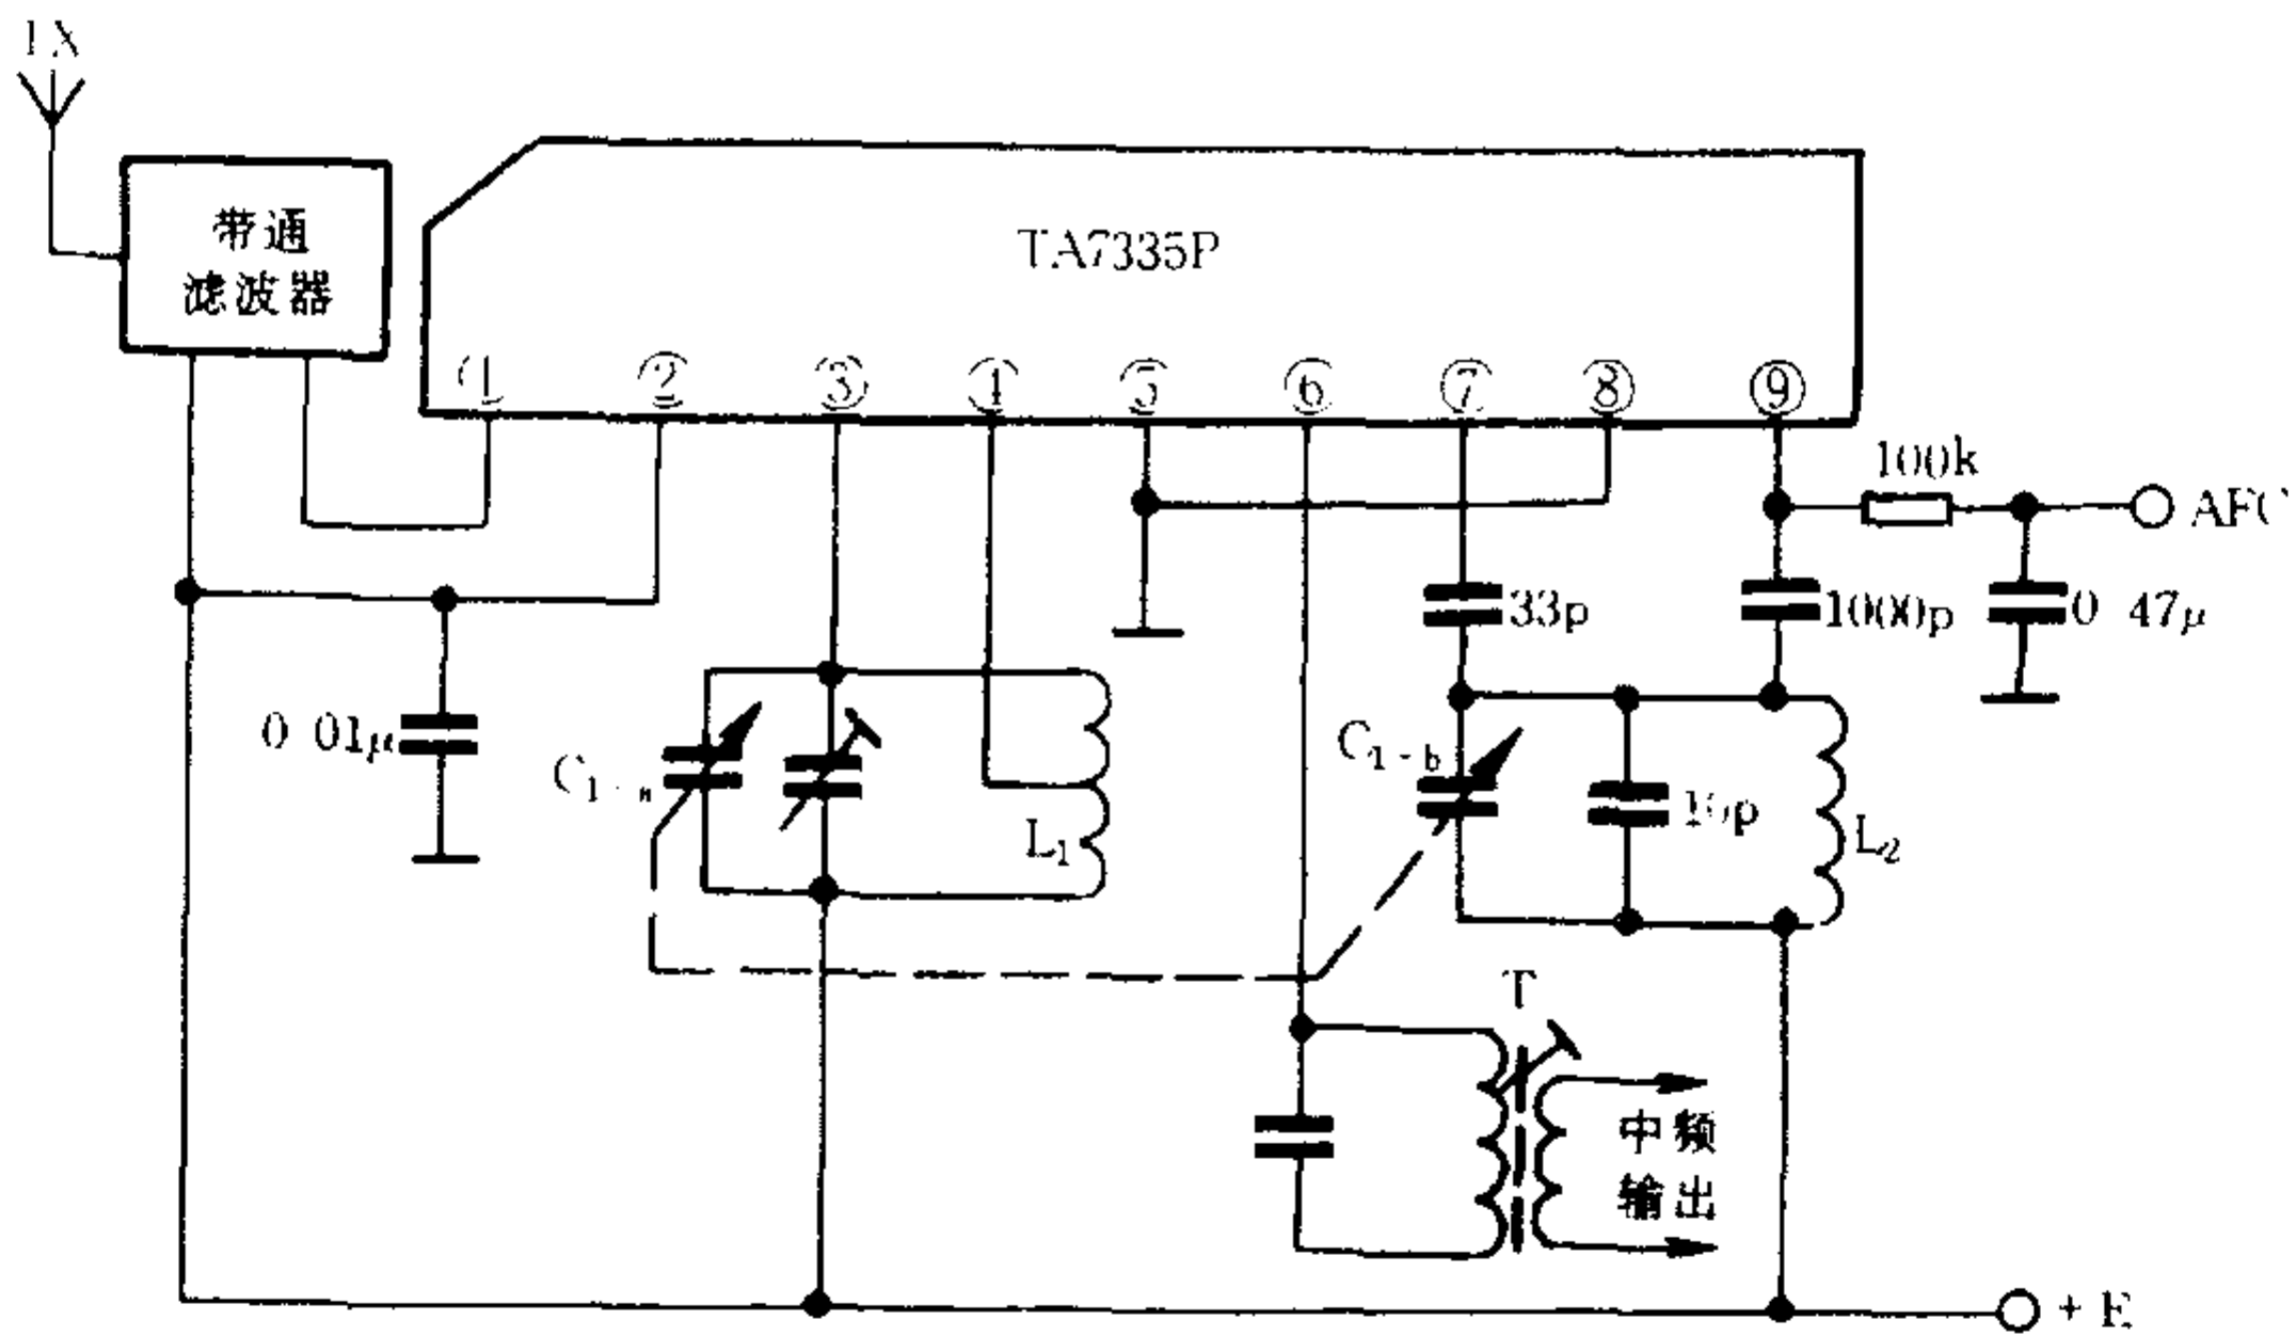 TX
带通
滤波器
TA7335P
① ② ③ ④ ⑤ ⑥ ⑦ ⑧ ⑨
100k
AFC
33p
1000p
0 47μ
0 01μ
C₁₋ₐ
C₁₋b
L₁
10p
L₂
T
中频
输出
+E